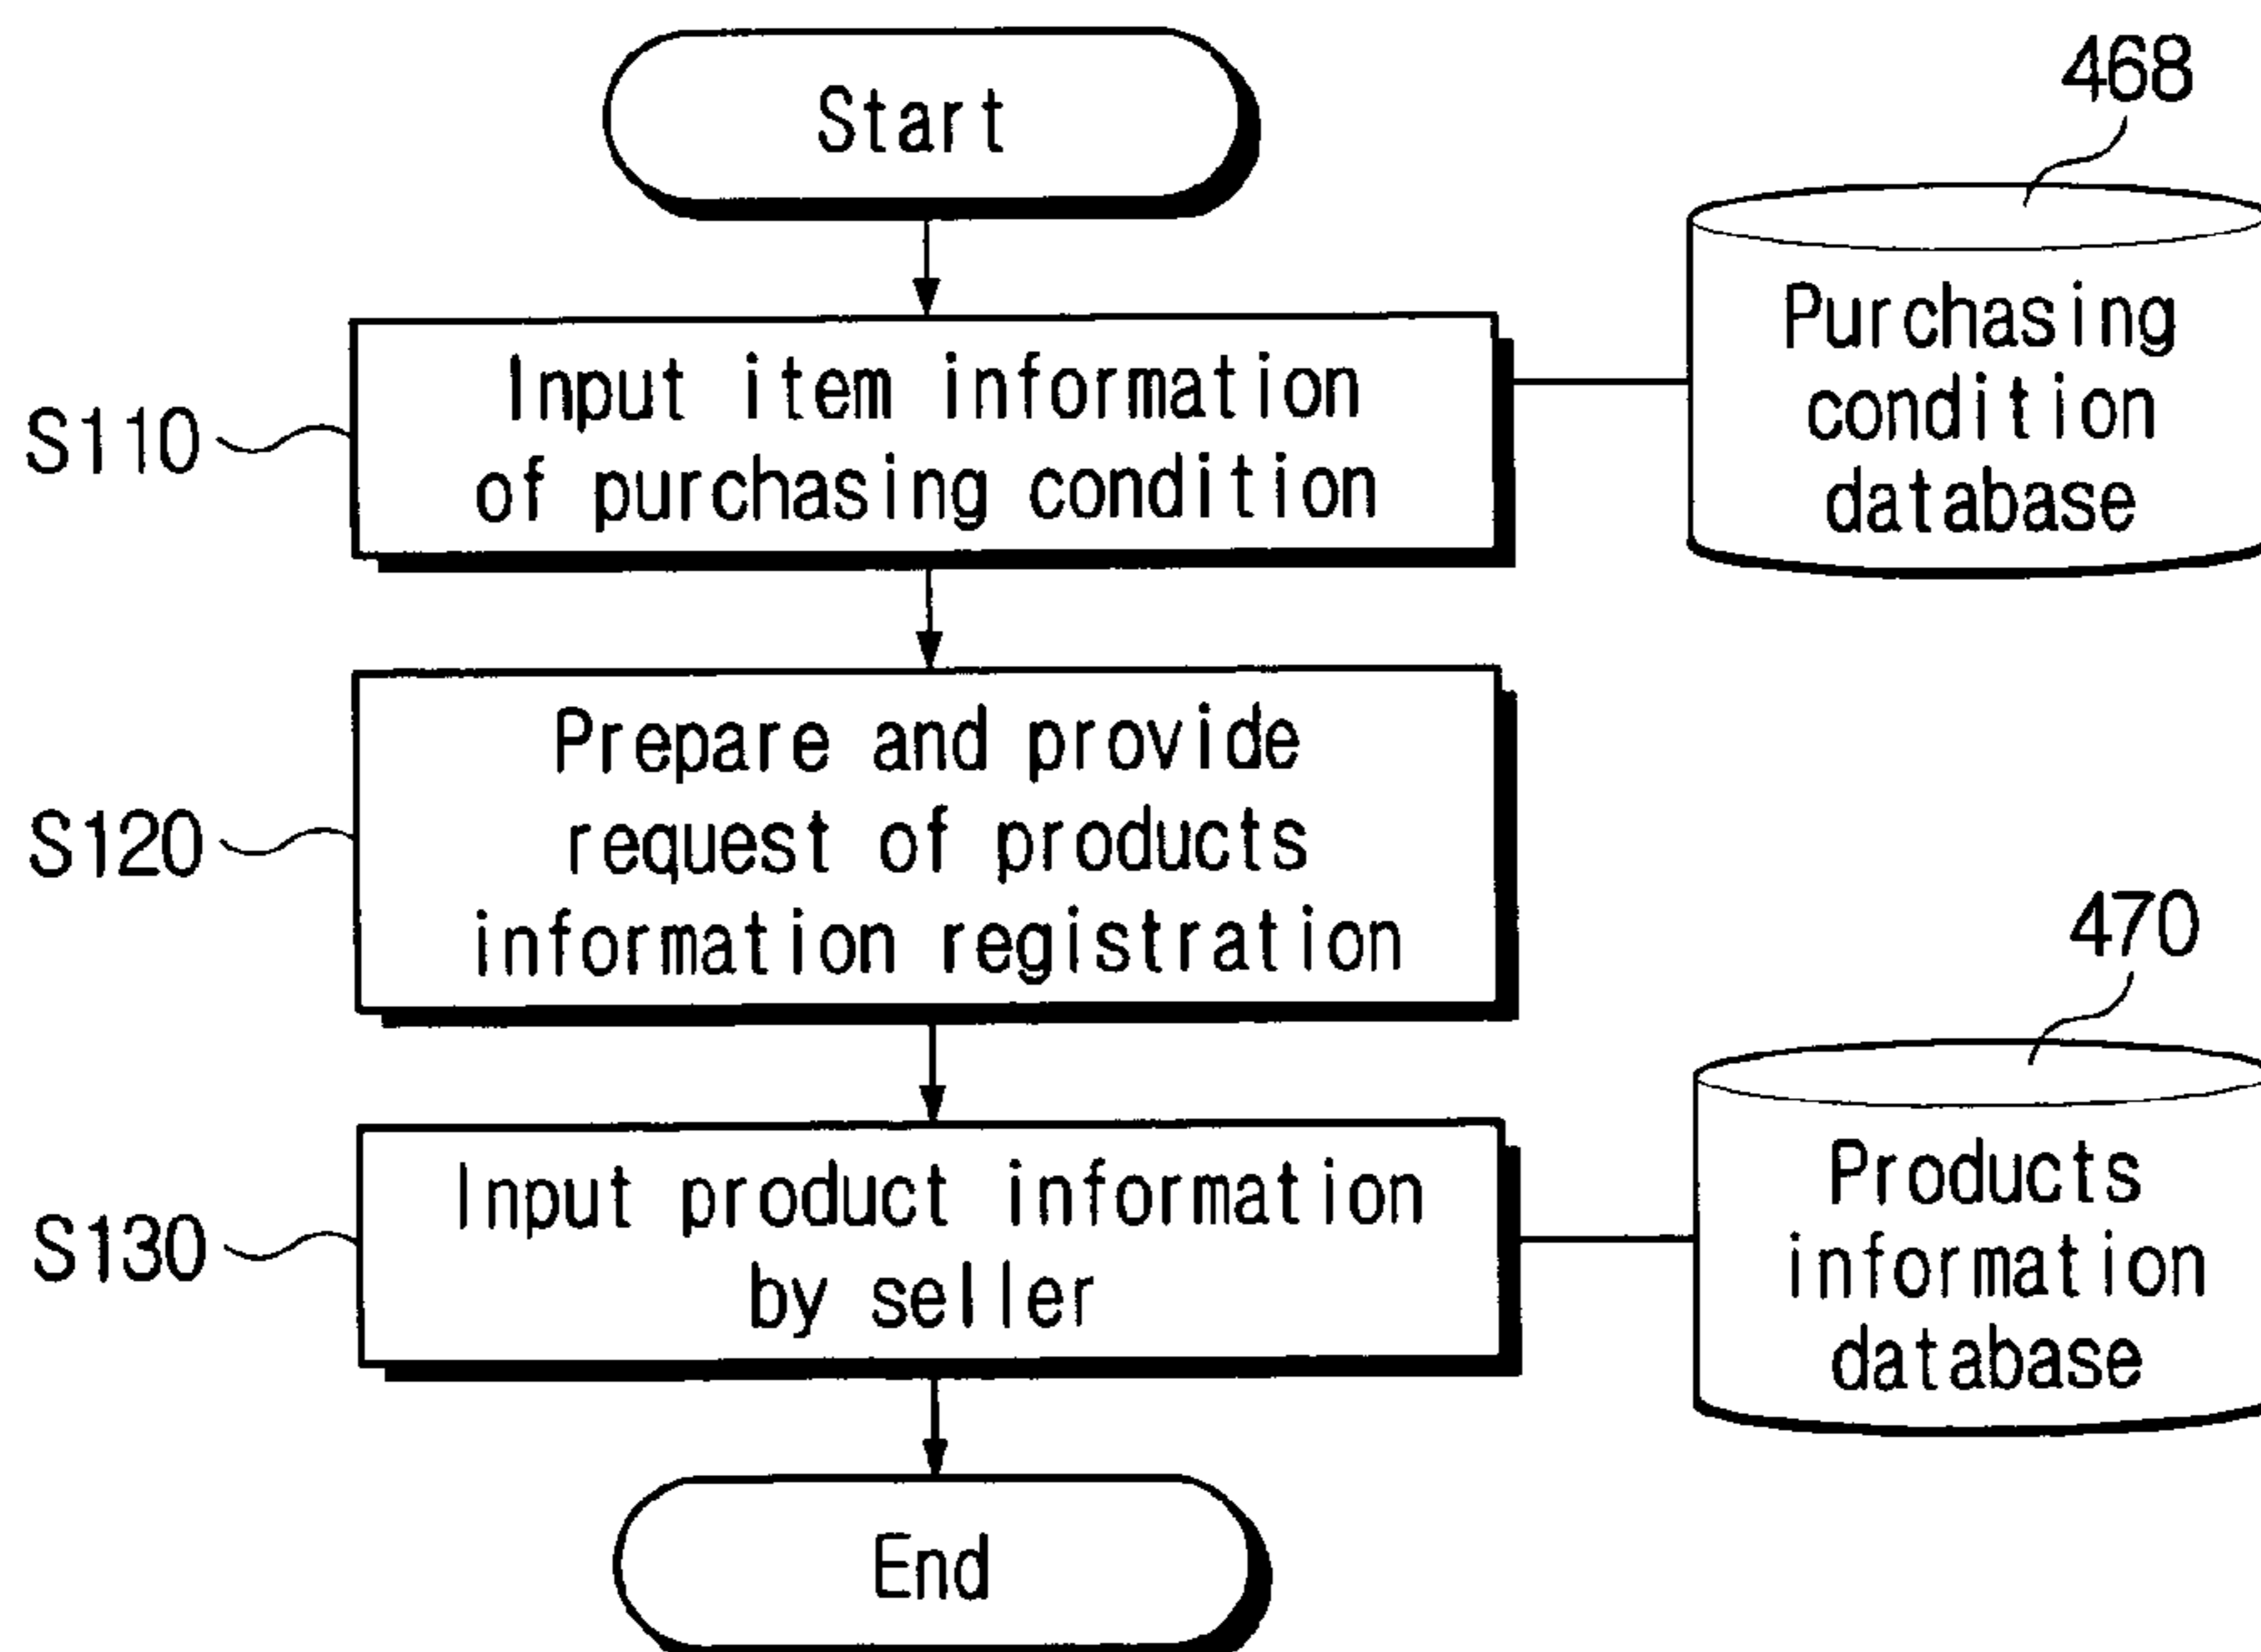 Start
468
Purchasing
condition
database
S110
Input item information
of purchasing condition
S120
Prepare and provide
request of products
information registration
470
Products
information
database
S130
Input product information
by seller
End